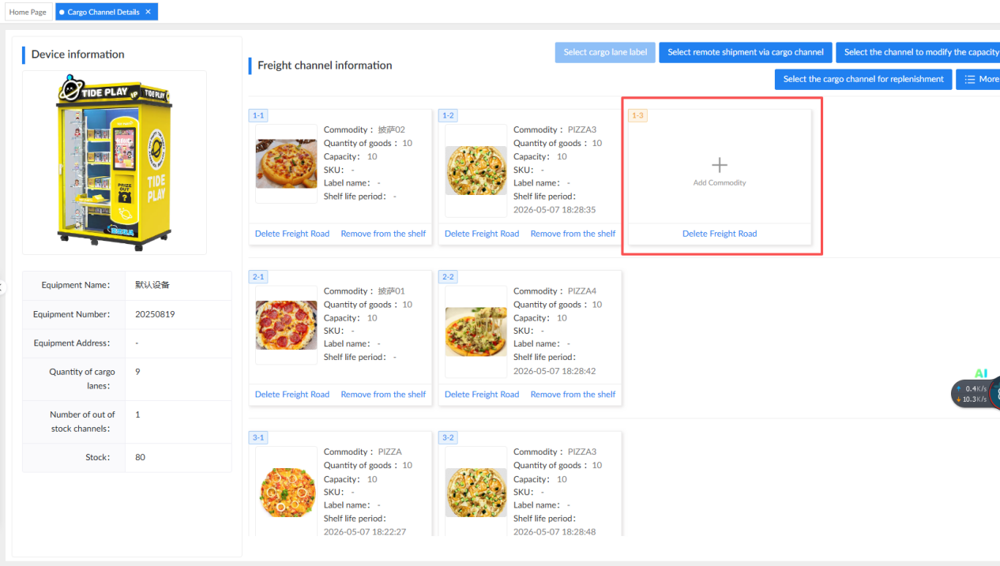 Home Page
Cargo Channel Details ×
Device information
TIDE PLAY IP
TIDE PLAY
TIDE
PLAY
PRIZE
OUT
?
Equipment Name:
默认设备
Equipment Number:
20250819
Equipment Address:
-
Quantity of cargo
lanes:
9
Number of out of
stock channels:
1
Stock:
80
Freight channel information
Select cargo lane label
Select remote shipment via cargo channel
Select the channel to modify the capacity
Select the cargo channel for replenishment
More
1-1
Commodity: 披萨02
Quantity of goods: 10
Capacity: 10
SKU: -
Label name: -
Shelf life period: -
Delete Freight Road Remove from the shelf
1-2
Commodity: PIZZA3
Quantity of goods: 10
Capacity: 10
SKU: -
Label name: -
Shelf life period:
2026-05-07 18:28:35
Delete Freight Road Remove from the shelf
1-3
Add Commodity
Delete Freight Road
2-1
Commodity: 披萨01
Quantity of goods: 10
Capacity: 10
SKU: -
Label name: -
Shelf life period: -
Delete Freight Road Remove from the shelf
2-2
Commodity: PIZZA4
Quantity of goods: 10
Capacity: 10
SKU: -
Label name: -
Shelf life period:
2026-05-07 18:28:42
Delete Freight Road Remove from the shelf
3-1
Commodity: PIZZA
Quantity of goods: 10
Capacity: 10
SKU: -
Label name: -
Shelf life period:
2026-05-07 18:22:27
3-2
Commodity: PIZZA3
Quantity of goods: 10
Capacity: 10
SKU: -
Label name: -
Shelf life period:
2026-05-07 18:28:48
AI
0.4K/s
10.3K/s